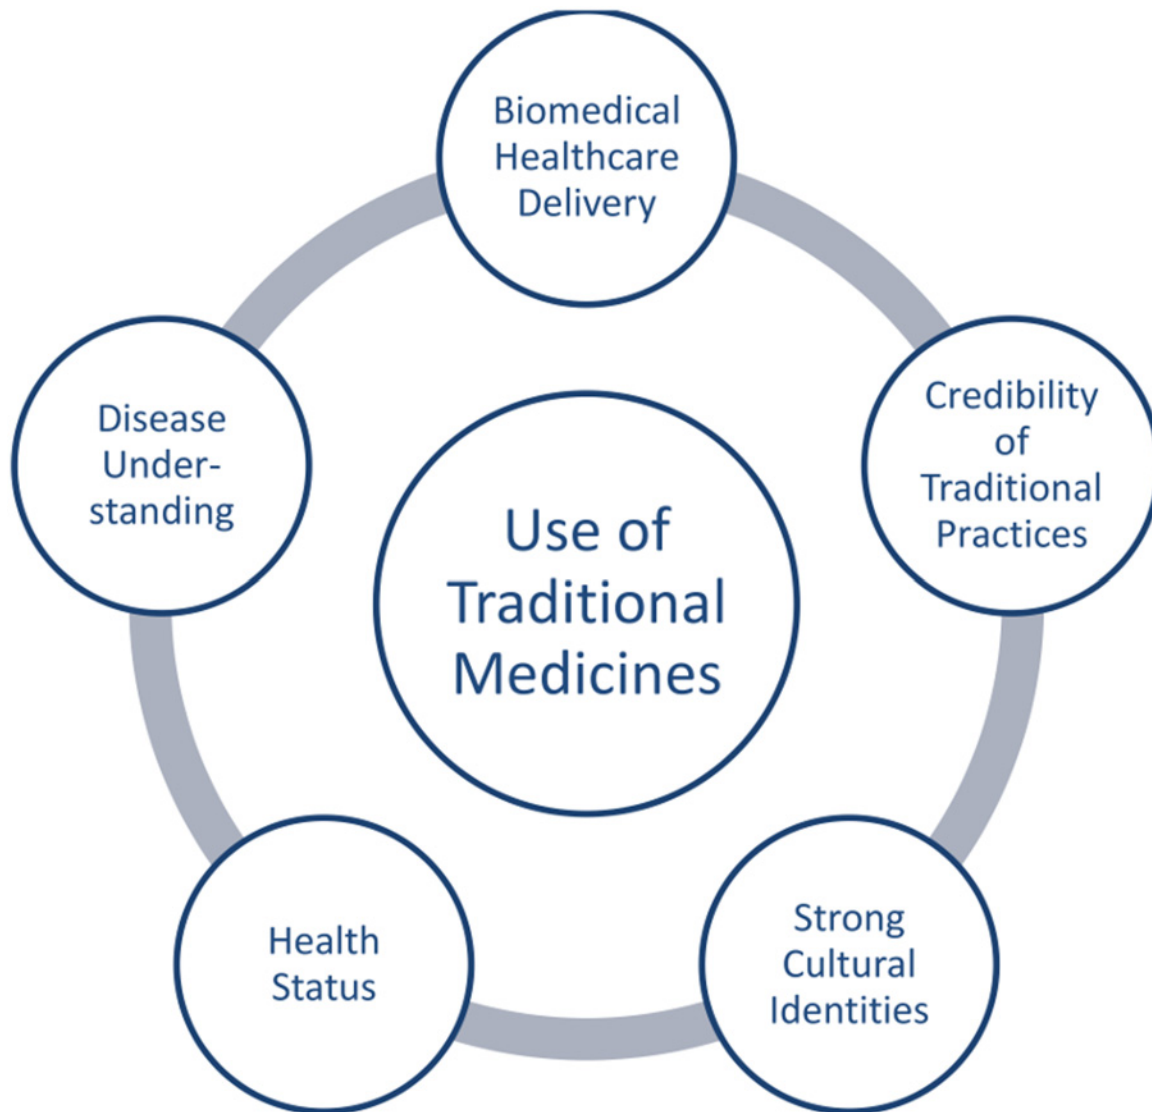 Biomedical
Healthcare
Delivery
Credibility
of
Traditional
Practices
Strong
Cultural
Identities
Health
Status
Disease
Under-
standing
Use of
Traditional
Medicines